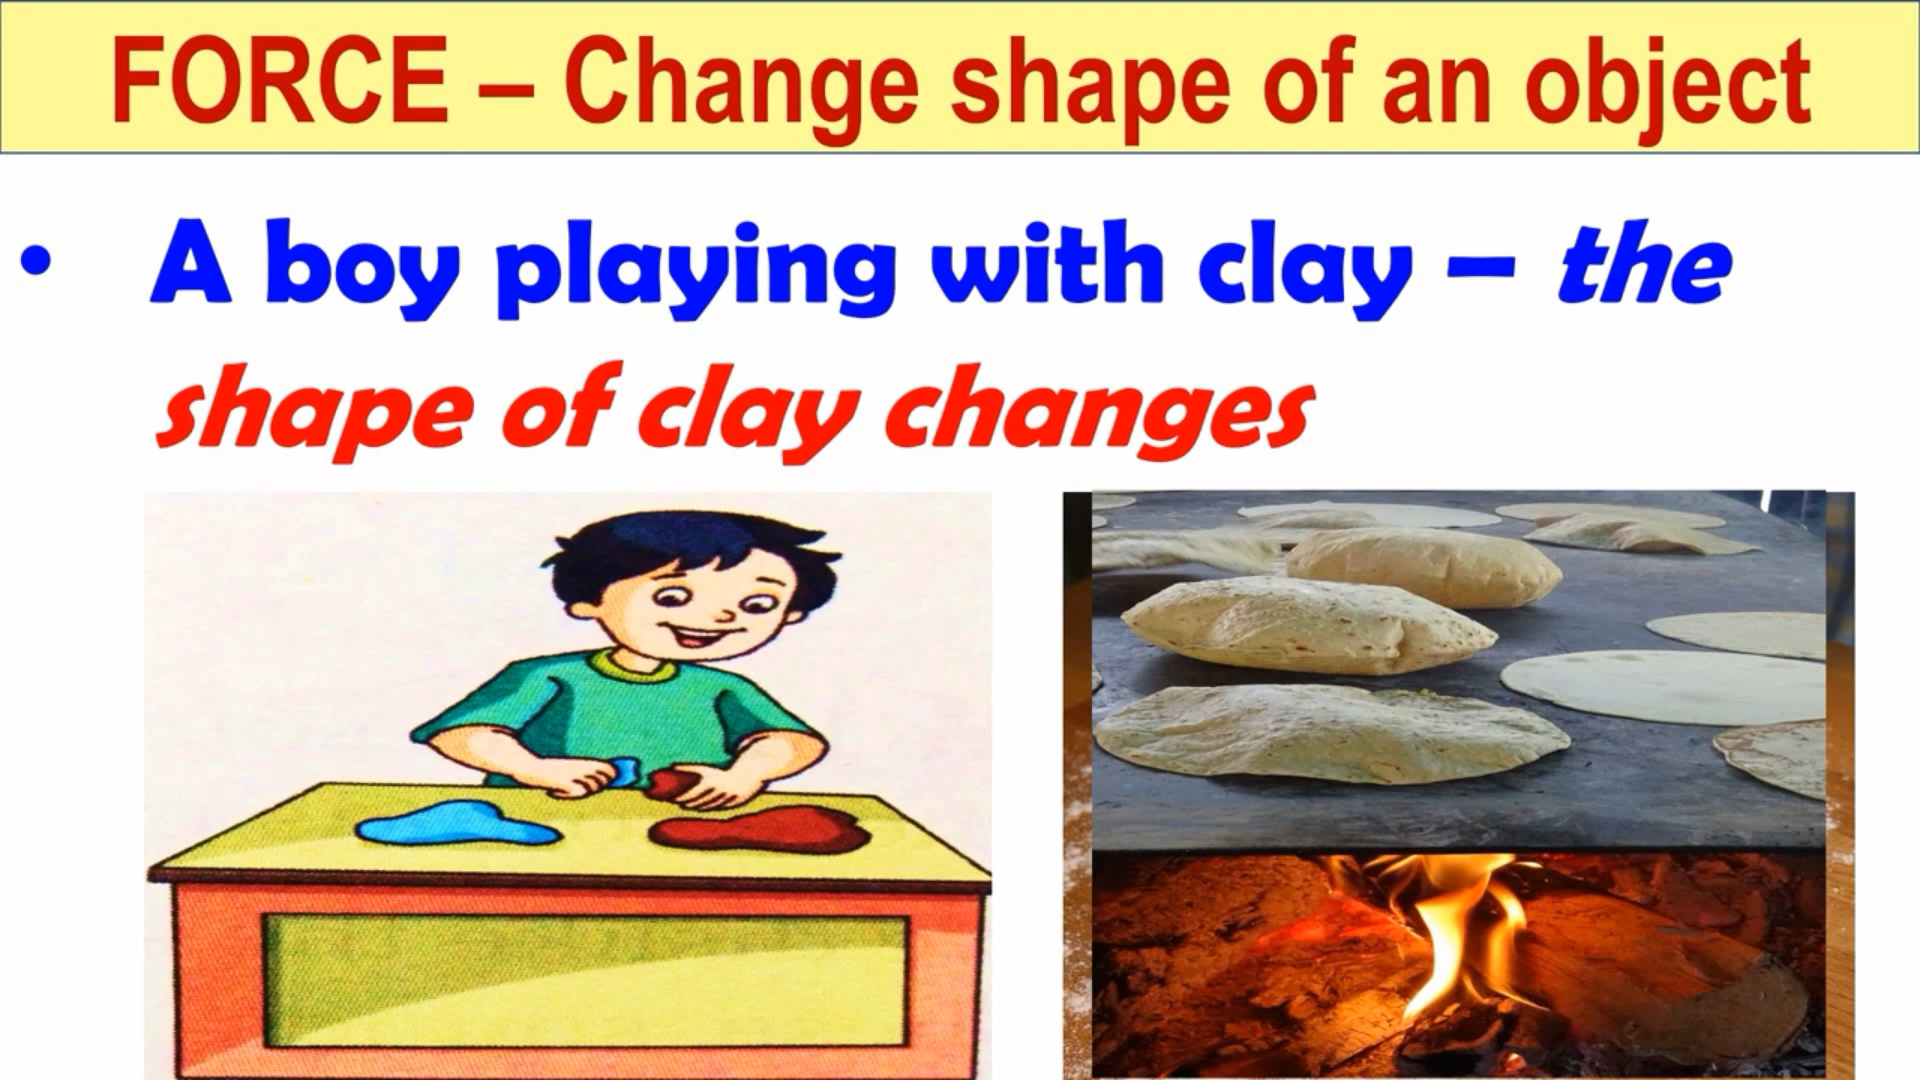 FORCE – Change shape of an object
• A boy playing with clay – the
shape of clay changes